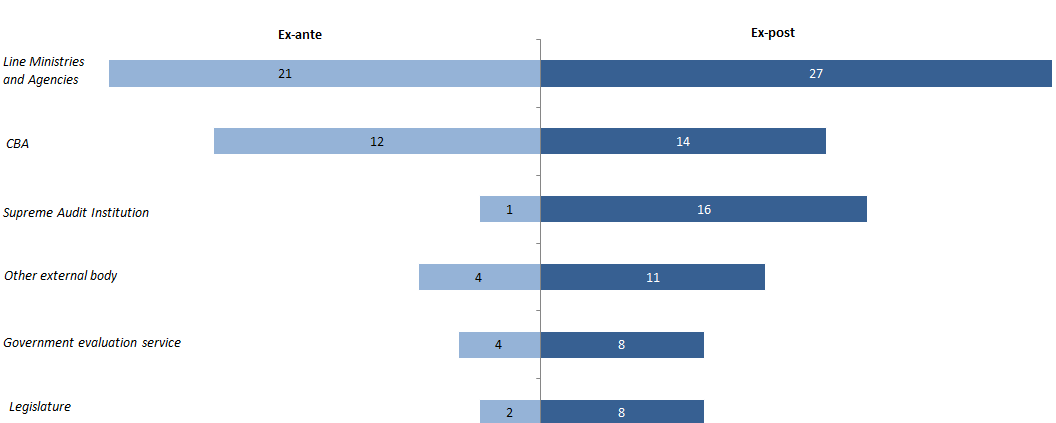 Ex-ante Ex-post
Line Ministries
and Agencies
21 27
CBA 12 14
Supreme Audit Institution 1 16
Other external body 4 11
Government evaluation service 4 8
Legislature 2 8